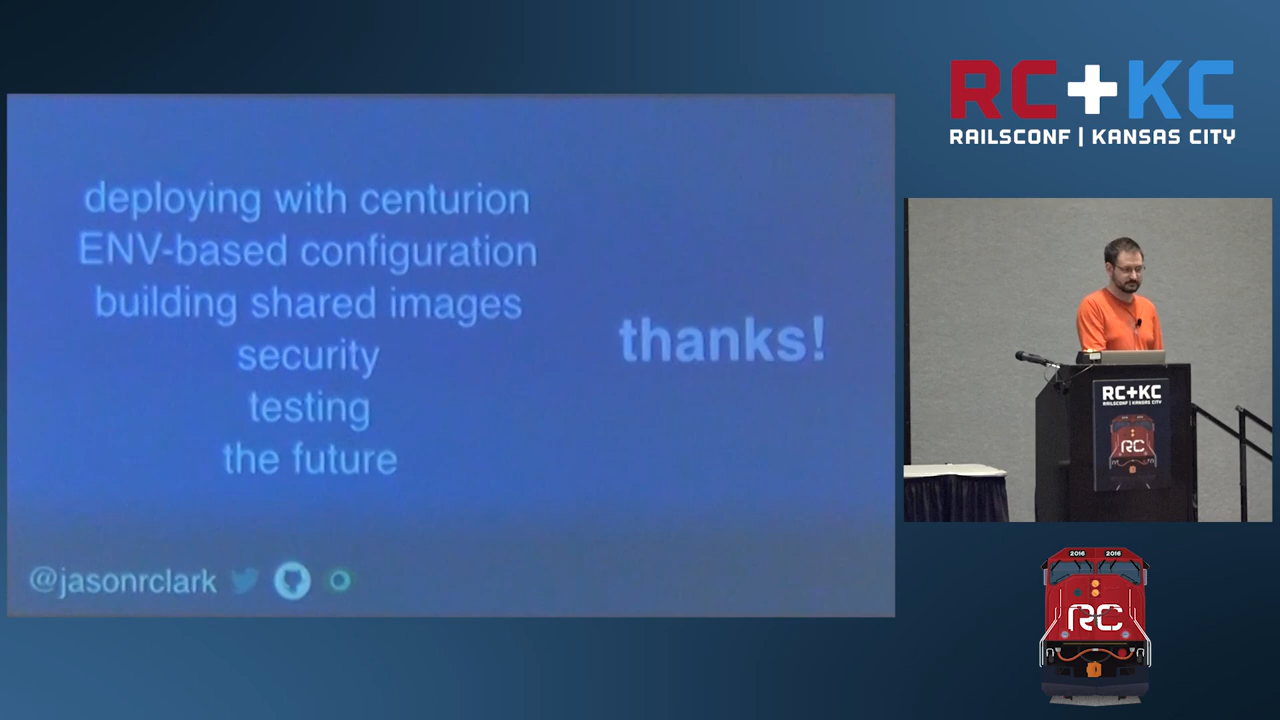 RC+KC
RAILSCONF | KANSAS CITY
deploying with centurion
ENV-based configuration
building shared images
security
testing
the future
thanks!
@jasonrclark
RC+KC
RAILSCONF | KANSAS CITY
RC
2016 2016
RC